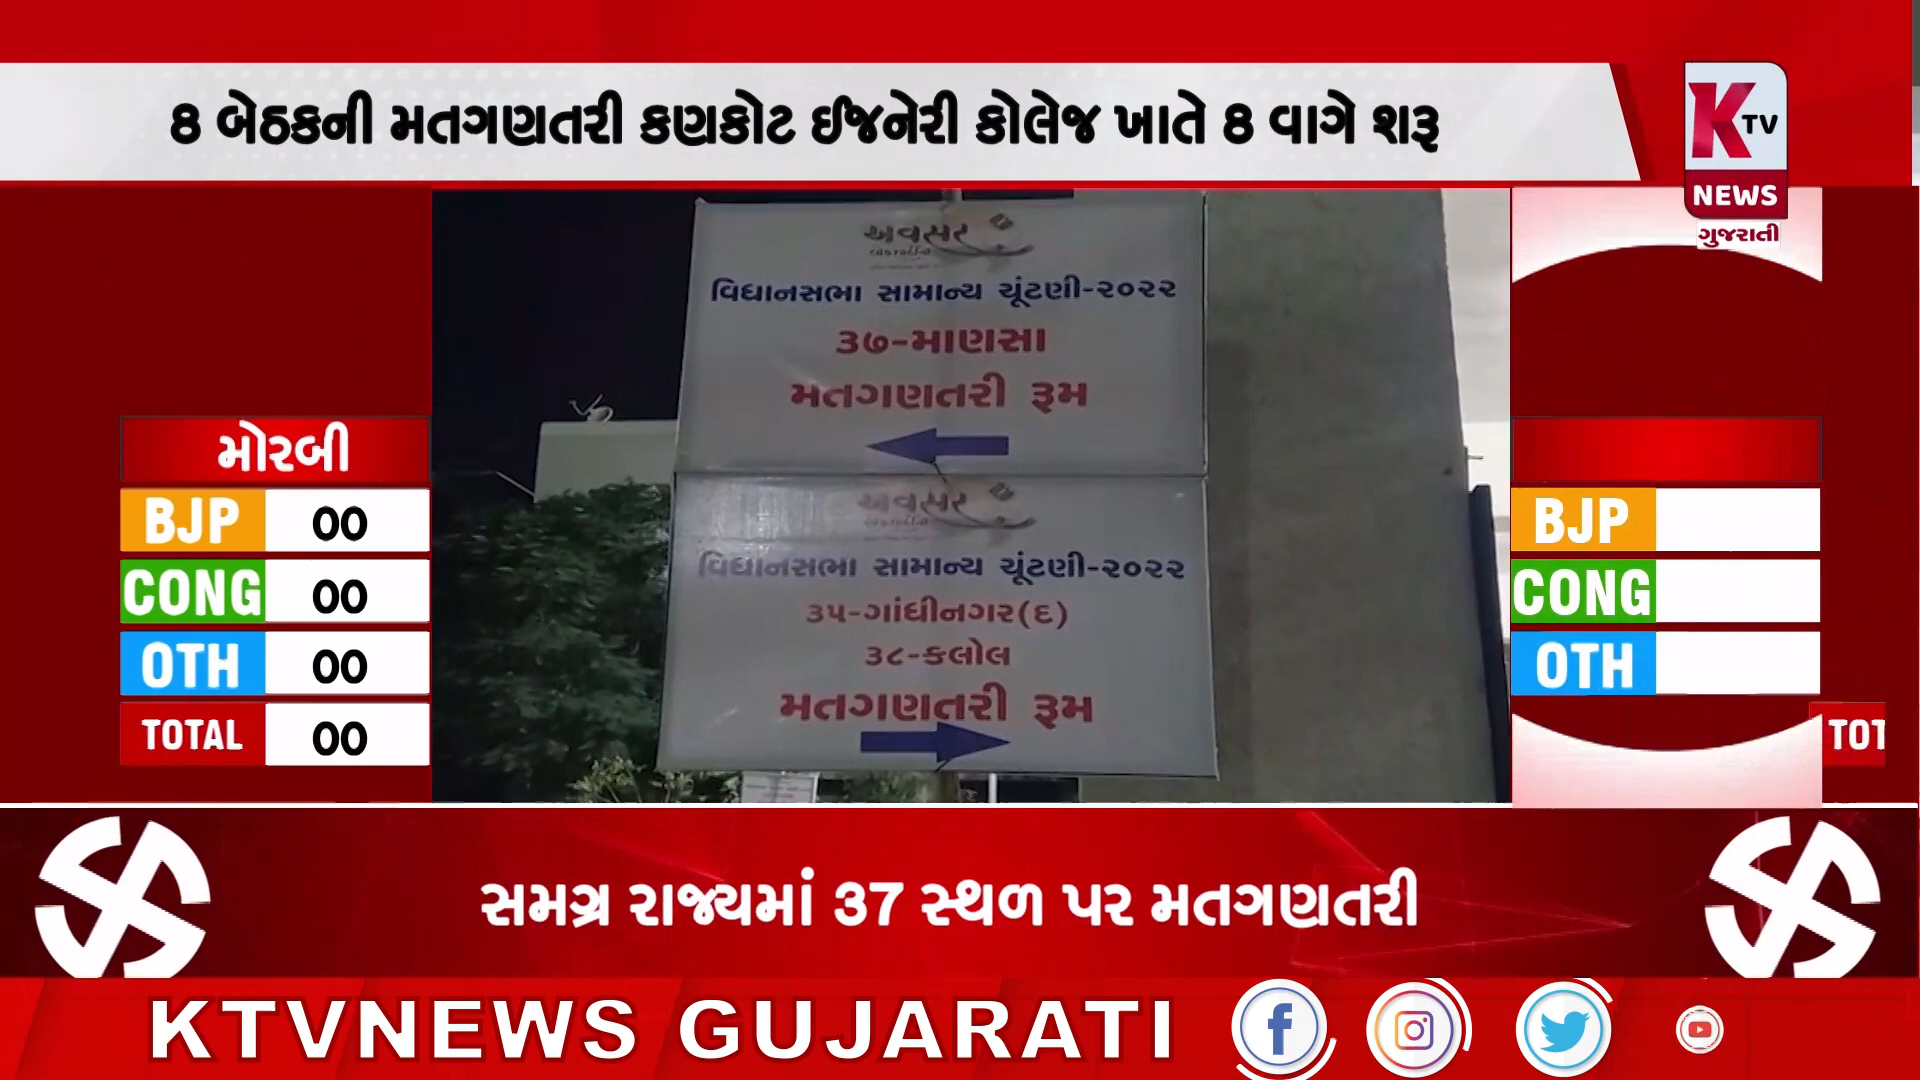 8 બેઠકની મતગણતરી કણકોટ ઈજનેરી કોલેજ ખાતે 8 વાગે શરૂ
K TV
NEWS
ગુજરાતી
અવસર
વિધાનસભા સામાન્ય ચૂંટણી-૨૦૨૨
૩૭-માણસા
મતગણતરી રૂમ
અવસર
વિધાનસભા સામાન્ય ચૂંટણી-૨૦૨૨
૩૫-ગાંધીનગર(દ)
૩૮-કલોલ
મતગણતરી રૂમ
મોરબી
BJP 00
CONG 00
OTH 00
TOTAL 00
BJP
CONG
OTH
TOT
સમગ્ર રાજ્યમાં 37 સ્થળ પર મતગણતરી
KTVNEWS GUJARATI